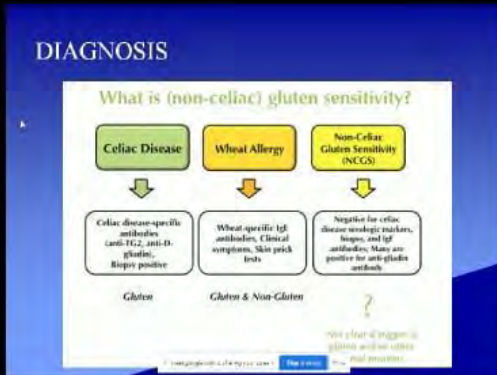 DIAGNOSIS
What is (non-celiac) gluten sensitivity?
Celiac Disease
Wheat Allergy
Non-Celiac
Gluten Sensitivity
(NCGS)
Celiac disease-specific
antibodies
(anti-TG2, anti-D-
gliadin),
Biopsy positive
Wheat-specific IgE
antibodies, Clinical
symptoms, Skin prick
tests
Negative for celiac
disease serologic markers,
biopsy, and IgE
antibodies; Many are
positive for anti-gliadin
antibody
Gluten
Gluten & Non-Gluten
?
Not clear if trigger is
gluten and/or other